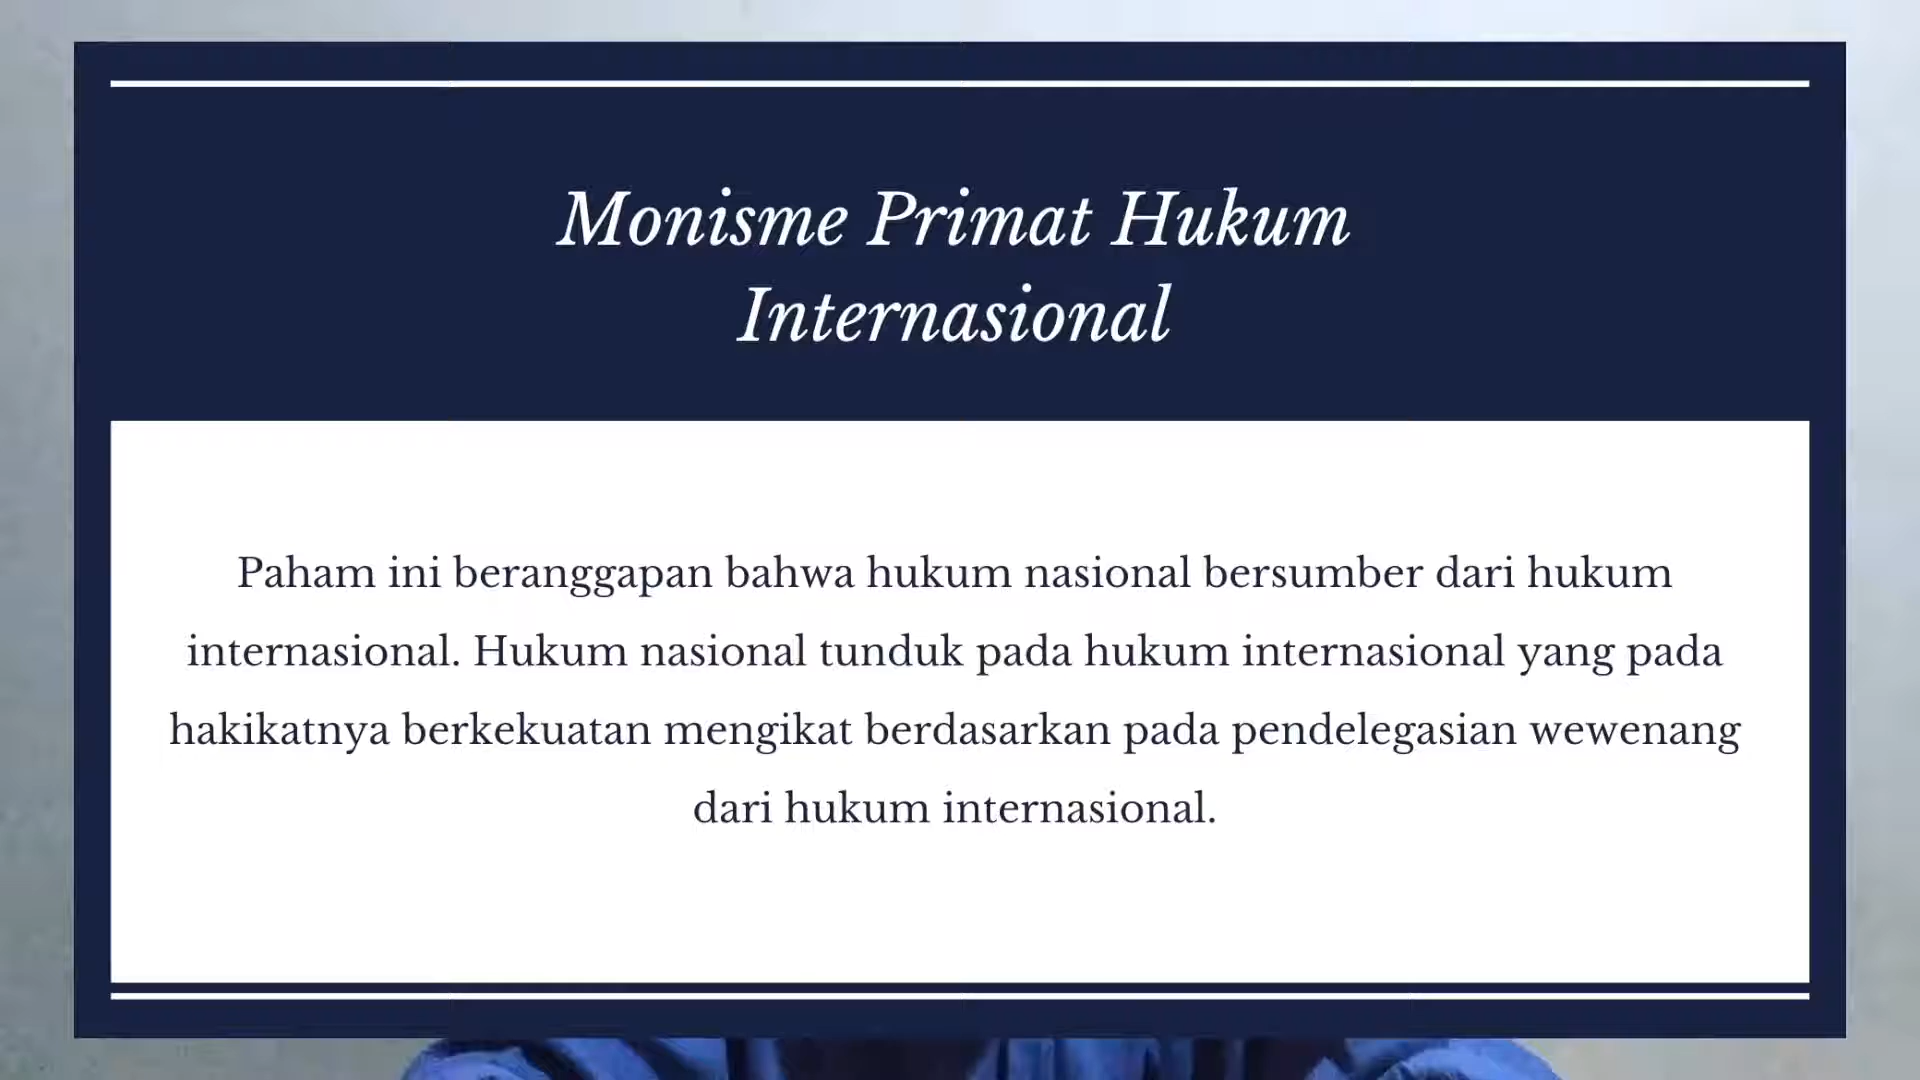 Monisme Primat Hukum
Internasional
Paham ini beranggapan bahwa hukum nasional bersumber dari hukum
internasional. Hukum nasional tunduk pada hukum internasional yang pada
hakikatnya berkekuatan mengikat berdasarkan pada pendelegasian wewenang
dari hukum internasional.